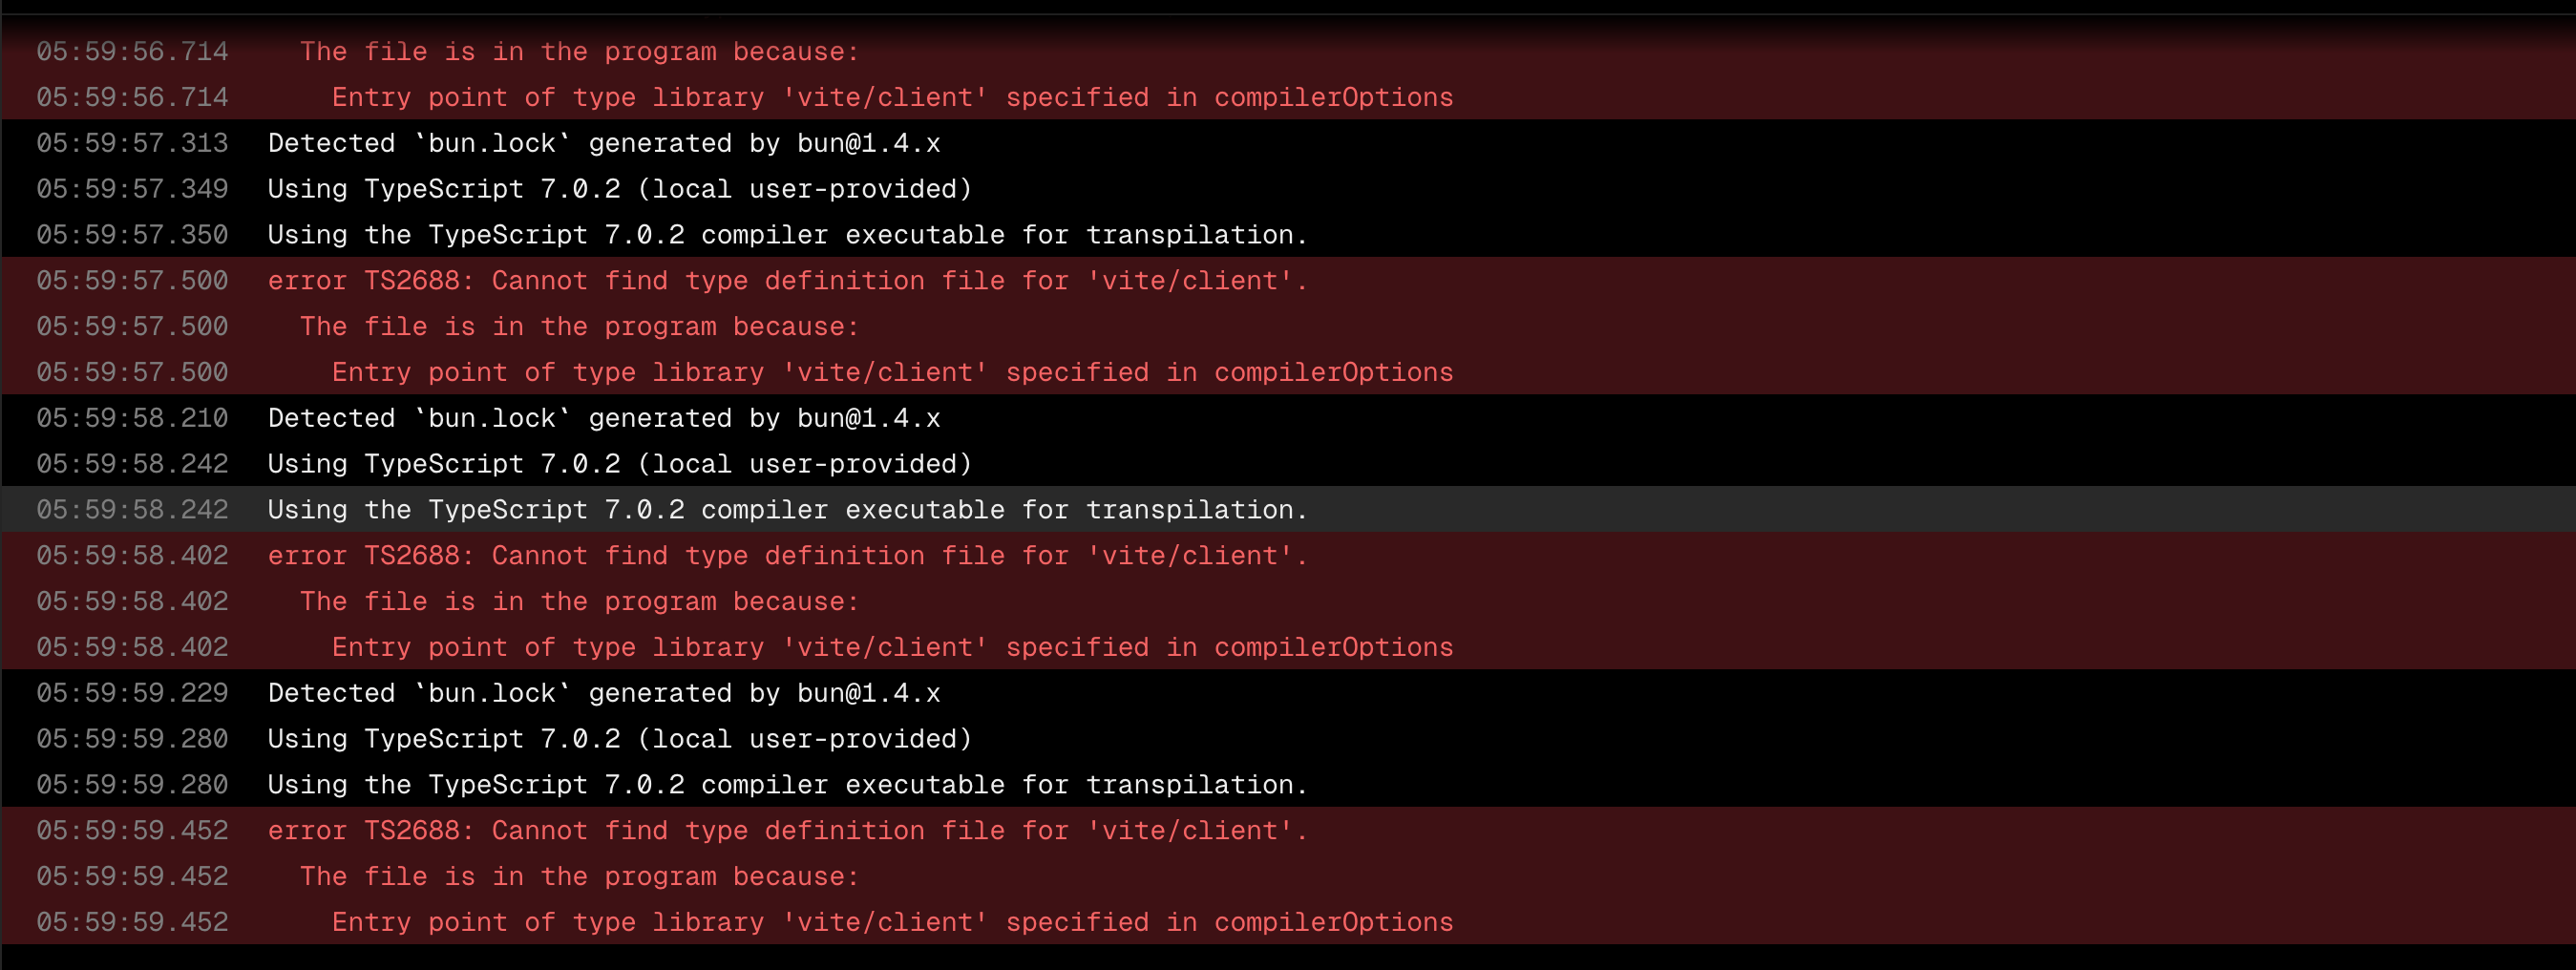 05:59:56.714 The file is in the program because:
05:59:56.714 Entry point of type library 'vite/client' specified in compilerOptions
05:59:57.313 Detected `bun.lock` generated by bun@1.4.x
05:59:57.349 Using TypeScript 7.0.2 (local user-provided)
05:59:57.350 Using the TypeScript 7.0.2 compiler executable for transpilation.
05:59:57.500 error TS2688: Cannot find type definition file for 'vite/client'.
05:59:57.500 The file is in the program because:
05:59:57.500 Entry point of type library 'vite/client' specified in compilerOptions
05:59:58.210 Detected `bun.lock` generated by bun@1.4.x
05:59:58.242 Using TypeScript 7.0.2 (local user-provided)
05:59:58.242 Using the TypeScript 7.0.2 compiler executable for transpilation.
05:59:58.402 error TS2688: Cannot find type definition file for 'vite/client'.
05:59:58.402 The file is in the program because:
05:59:58.402 Entry point of type library 'vite/client' specified in compilerOptions
05:59:59.229 Detected `bun.lock` generated by bun@1.4.x
05:59:59.280 Using TypeScript 7.0.2 (local user-provided)
05:59:59.280 Using the TypeScript 7.0.2 compiler executable for transpilation.
05:59:59.452 error TS2688: Cannot find type definition file for 'vite/client'.
05:59:59.452 The file is in the program because:
05:59:59.452 Entry point of type library 'vite/client' specified in compilerOptions